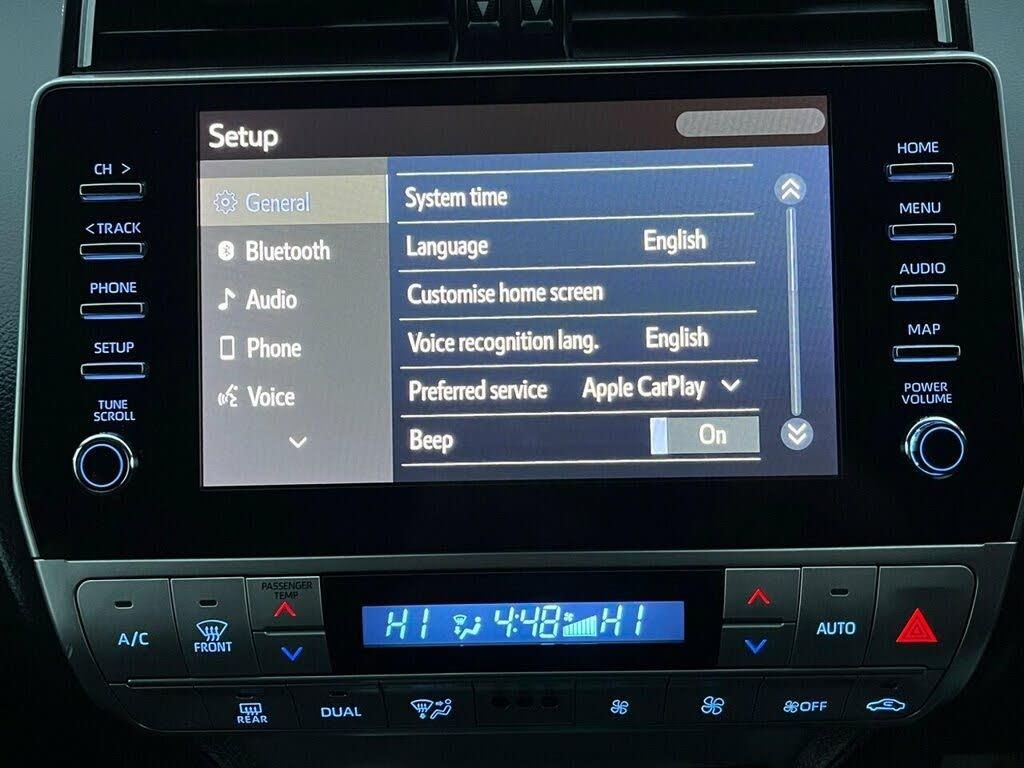 Setup
CH >
<TRACK
PHONE
SETUP
TUNE
SCROLL
General
Bluetooth
Audio
Phone
Voice
System time
Language English
Customise home screen
Voice recognition lang. English
Preferred service Apple CarPlay
Beep On
HOME
MENU
AUDIO
MAP
POWER
VOLUME
A/C
FRONT
PASSENGER
TEMP
HI 4:48 HI
AUTO
REAR
DUAL
OFF